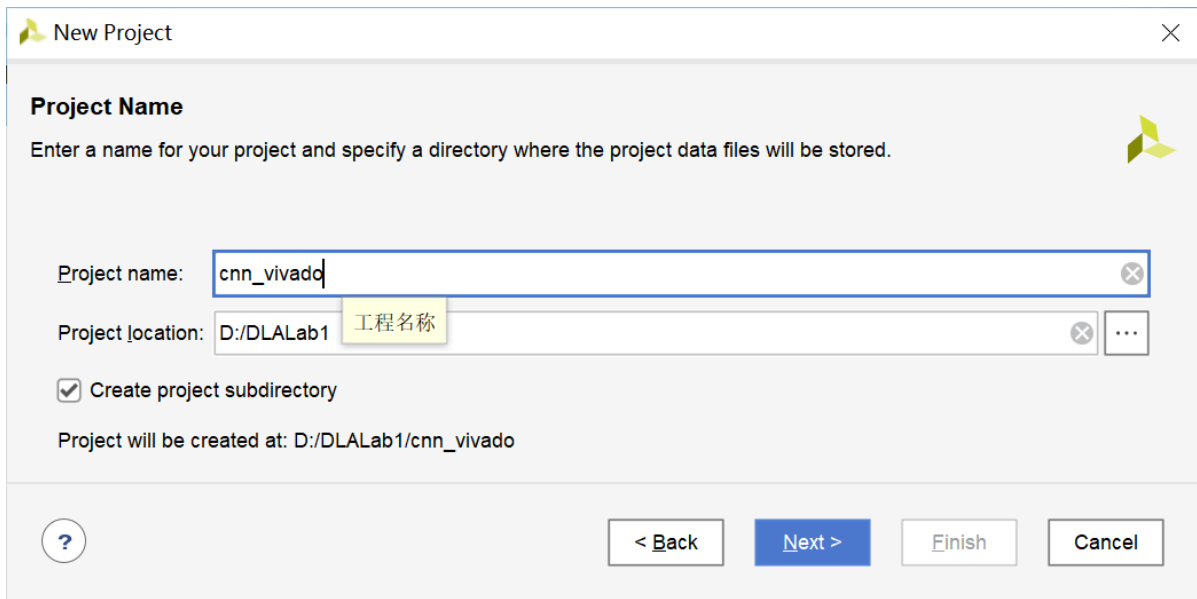 New Project
Project Name
Enter a name for your project and specify a directory where the project data files will be stored.
Project name: cnn_vivado
工程名称
Project location: D:/DLALab1 ...
Create project subdirectory
Project will be created at: D:/DLALab1/cnn_vivado
? < Back Next > Finish Cancel